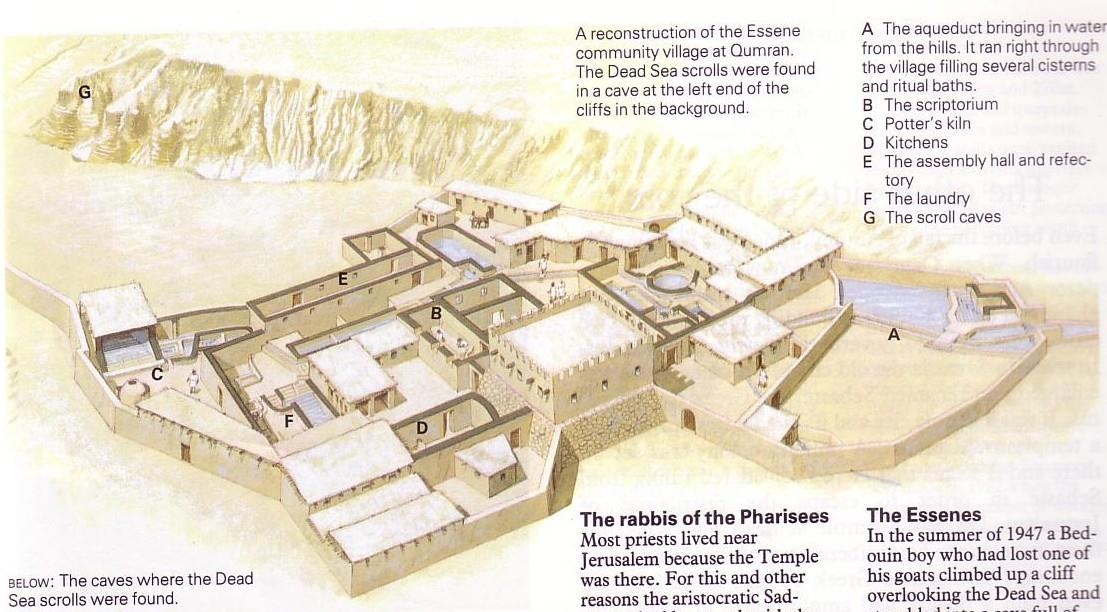 A reconstruction of the Essene
community village at Qumran.
The Dead Sea scrolls were found
in a cave at the left end of the
cliffs in the background.
A The aqueduct bringing in water
from the hills. It ran right through
the village filling several cisterns
and ritual baths.
B The scriptorium
C Potter's kiln
D Kitchens
E The assembly hall and refec-
tory
F The laundry
G The scroll caves
G
E
B
A
C
F
D
BELOW: The caves where the Dead
Sea scrolls were found.
The rabbis of the Pharisees
Most priests lived near
Jerusalem because the Temple
was there. For this and other
reasons the aristocratic Sad-
The Essenes
In the summer of 1947 a Bed-
ouin boy who had lost one of
his goats climbed up a cliff
overlooking the Dead Sea and